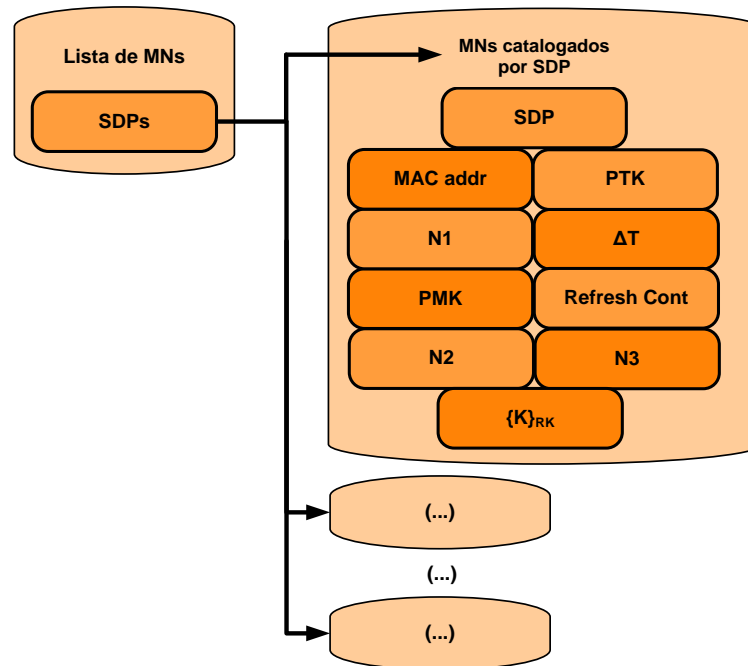 Lista de MNs
SDPs
MNs catalogados
por SDP
SDP
MAC addr
PTK
N1
ΔT
PMK
Refresh Cont
N2
N3
{K}RK
(...)
(...)
(...)